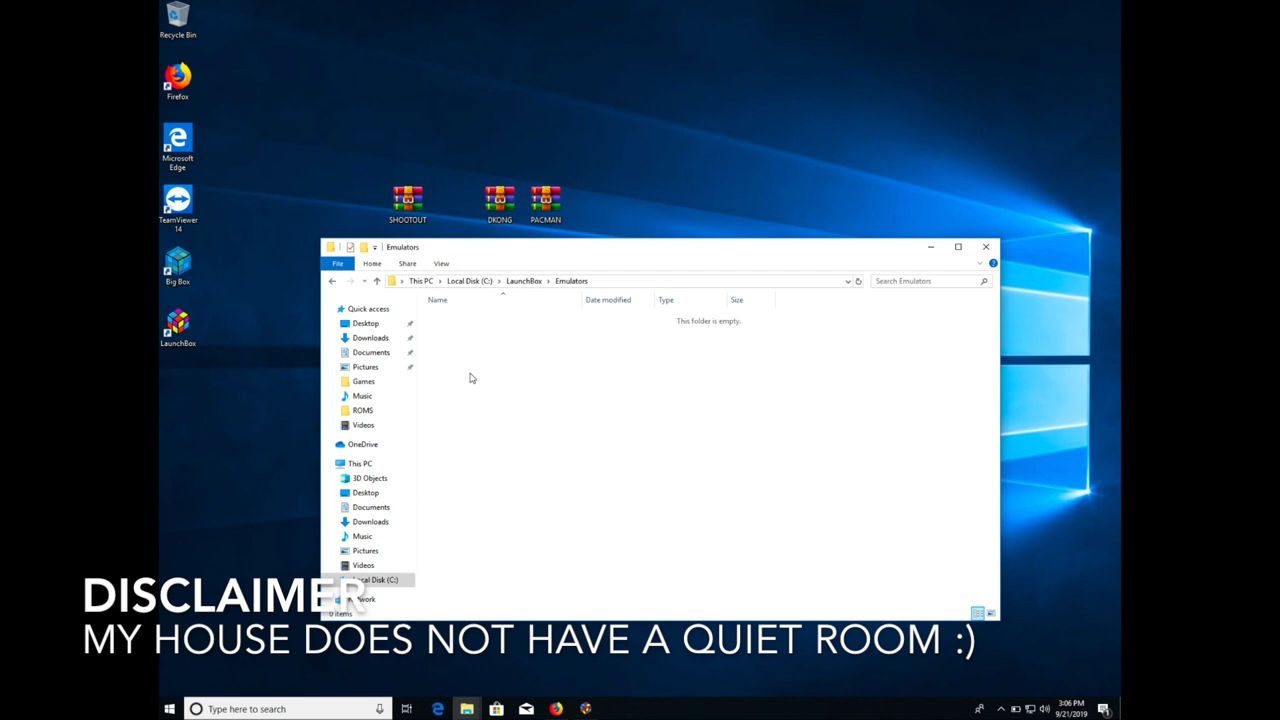 Recycle Bin
Firefox
Microsoft
Edge
TeamViewer
14
Big Box
LaunchBox
SHOOTOUT
DKONG
PACMAN
Emulators
File
Home
Share
View
This PC
Local Disk (C:)
LaunchBox
Emulators
Search Emulators
Name
Date modified
Type
Size
This folder is empty.
Quick access
Desktop
Downloads
Documents
Pictures
Games
Music
ROMS
Videos
OneDrive
This PC
3D Objects
Desktop
Documents
Downloads
Music
Pictures
Videos
Local Disk (C:)
0 items
DISCLAIMER
MY HOUSE DOES NOT HAVE A QUIET ROOM :)
Type here to search
3:06 PM
9/21/2019